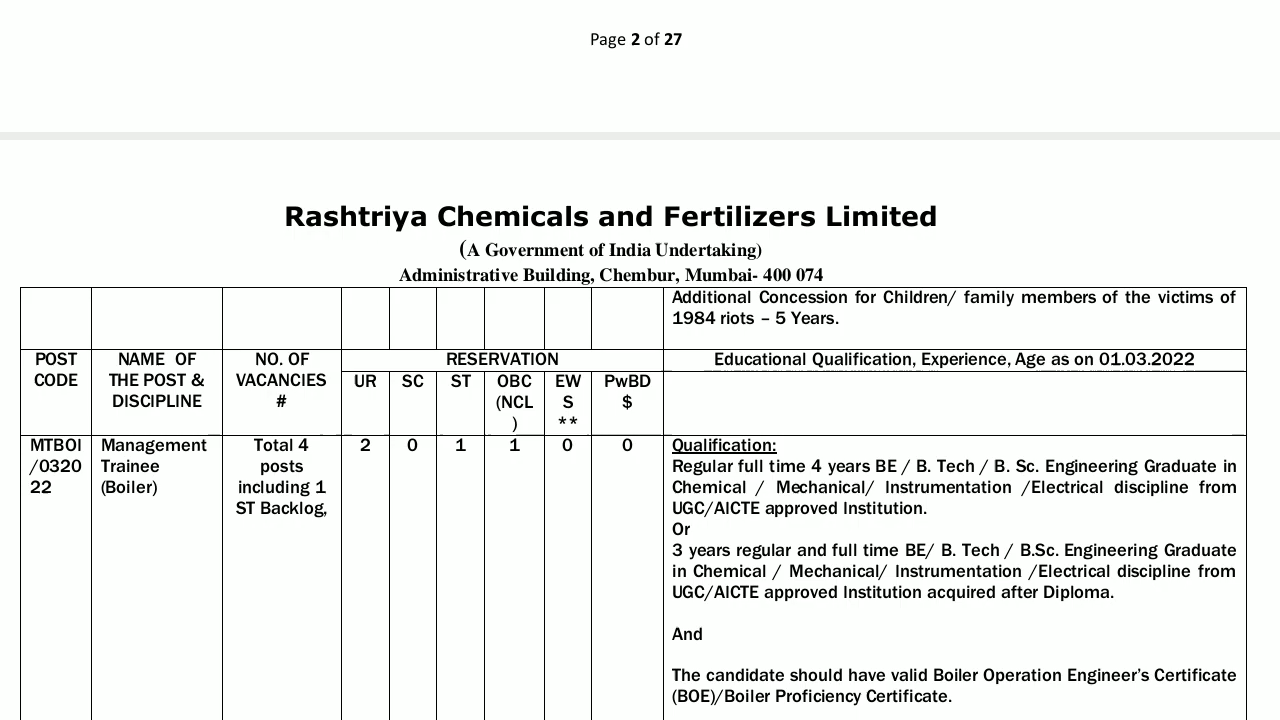 Page 2 of 27
Rashtriya Chemicals and Fertilizers Limited
(A Government of India Undertaking)
Administrative Building, Chembur, Mumbai- 400 074
Additional Concession for Children/ family members of the victims of
1984 riots – 5 Years.
POST
CODE
NAME OF
THE POST &
DISCIPLINE
NO. OF
VACANCIES
#
RESERVATION
Educational Qualification, Experience, Age as on 01.03.2022
UR
SC
ST
OBC
(NCL
)
EW
S
**
PwBD
$
MTBOI
/0320
22
Management
Trainee
(Boiler)
Total 4
posts
including 1
ST Backlog,
2
0
1
1
0
0
Qualification:
Regular full time 4 years BE / B. Tech / B. Sc. Engineering Graduate in
Chemical / Mechanical/ Instrumentation /Electrical discipline from
UGC/AICTE approved Institution.
Or
3 years regular and full time BE/ B. Tech / B.Sc. Engineering Graduate
in Chemical / Mechanical/ Instrumentation /Electrical discipline from
UGC/AICTE approved Institution acquired after Diploma.
And
The candidate should have valid Boiler Operation Engineer’s Certificate
(BOE)/Boiler Proficiency Certificate.